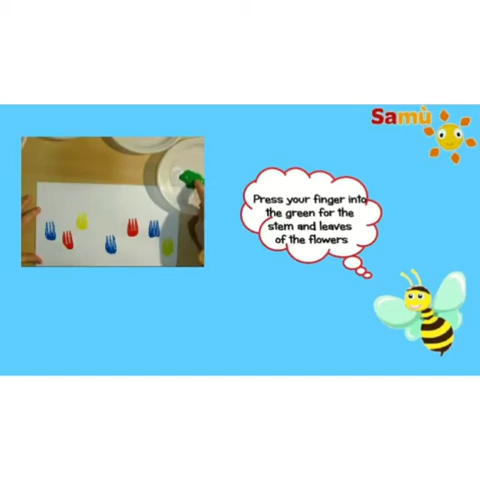 Samù
Press your finger into
the green for the
stem and leaves
of the flowers